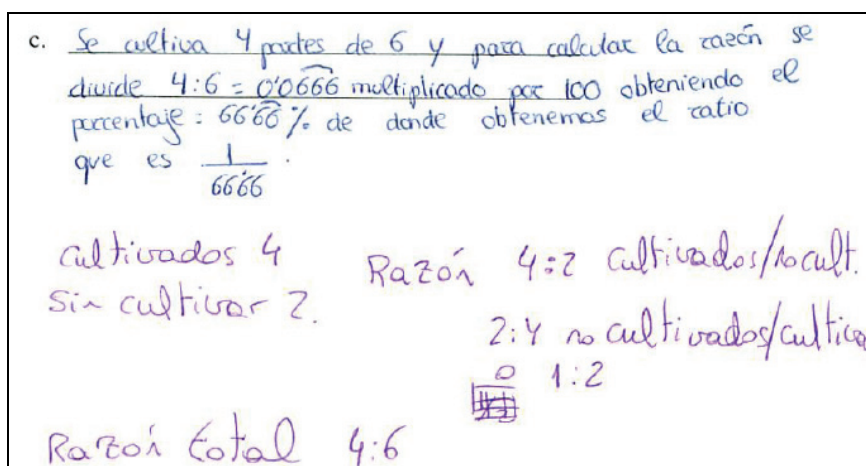 c. Se cultiva 4 partes de 6 y para calcular la razón se
divide 4:6 = 0'0666 multiplicado por 100 obteniendo el
porcentaje: 66'66 % de donde obtenemos el ratio
que es 1/66'66.
cultivados 4
Sin cultivar 2.
Razón 4:2 cultivados/no cult.
2:4 no cultivados/cultiva
o 1:2
Razón total 4:6